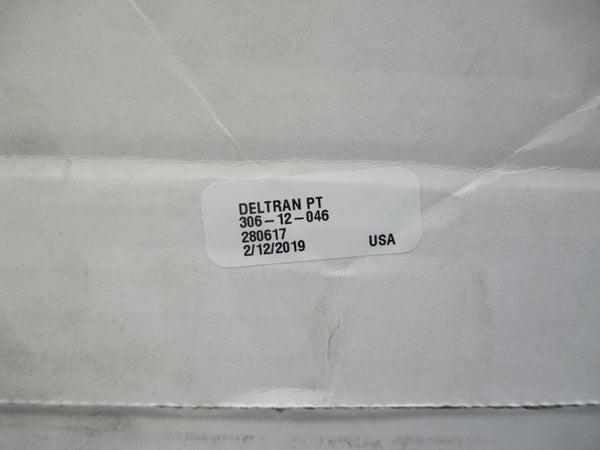 DELTRAN PT
306-12-046
280617
2/12/2019 USA